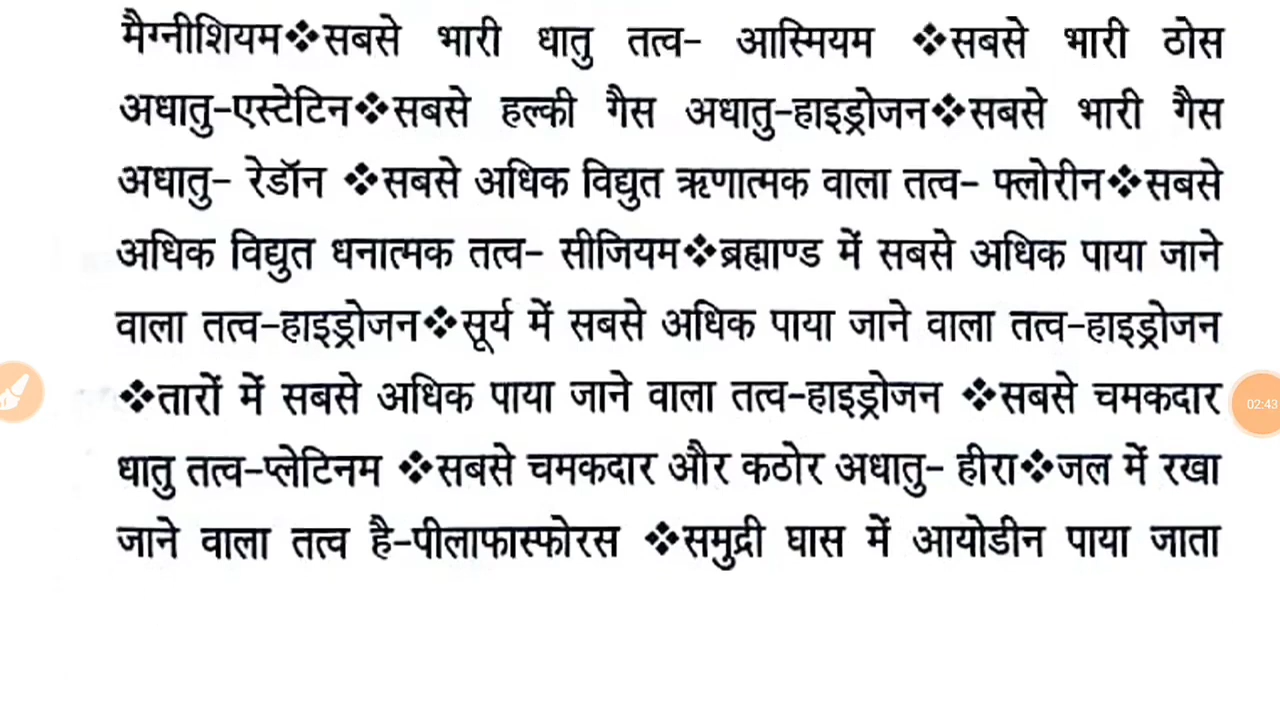 मैग्नीशियम❖सबसे भारी धातु तत्व- आस्मियम ❖सबसे भारी ठोस
अधातु-एस्टेटिन❖सबसे हल्की गैस अधातु-हाइड्रोजन❖सबसे भारी गैस
अधातु- रेडॉन ❖सबसे अधिक विद्युत ऋणात्मक वाला तत्व- फ्लोरीन❖सबसे
अधिक विद्युत धनात्मक तत्व- सीजियम❖ब्रह्माण्ड में सबसे अधिक पाया जाने
वाला तत्व-हाइड्रोजन❖सूर्य में सबसे अधिक पाया जाने वाला तत्व-हाइड्रोजन
❖तारों में सबसे अधिक पाया जाने वाला तत्व-हाइड्रोजन ❖सबसे चमकदार
धातु तत्व-प्लेटिनम ❖सबसे चमकदार और कठोर अधातु- हीरा❖जल में रखा
जाने वाला तत्व है-पीलाफास्फोरस ❖समुद्री घास में आयोडीन पाया जाता
02:43